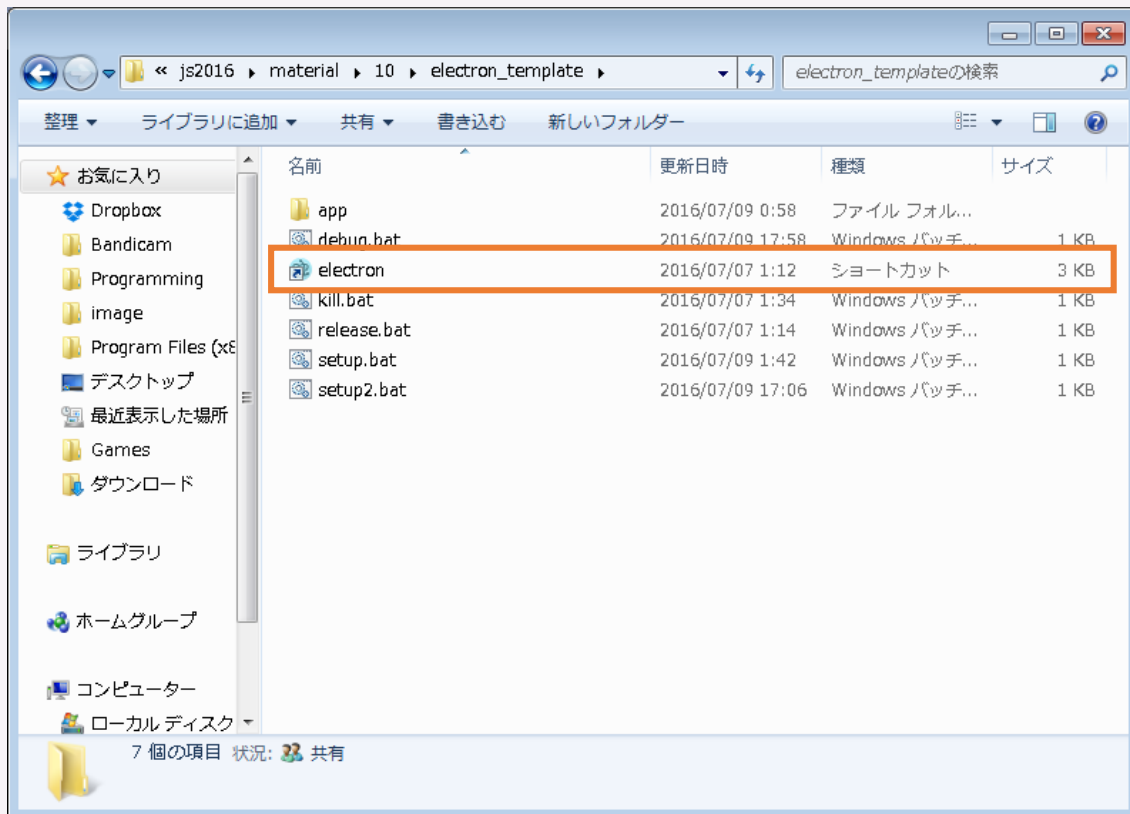 « js2016 ▸ material ▸ 10 ▸ electron_template ▸
electron_templateの検索
整理 ライブラリに追加 共有 書き込む 新しいフォルダー
お気に入り
Dropbox
Bandicam
Programming
image
Program Files (x8
デスクトップ
最近表示した場所
Games
ダウンロード
ライブラリ
ホームグループ
コンピューター
ローカル ディスク
名前 更新日時 種類 サイズ
app 2016/07/09 0:58 ファイル フォル...
debug.bat 2016/07/09 17:58 Windows バッチ... 1 KB
electron 2016/07/07 1:12 ショートカット 3 KB
kill.bat 2016/07/07 1:34 Windows バッチ... 1 KB
release.bat 2016/07/07 1:14 Windows バッチ... 1 KB
setup.bat 2016/07/09 1:42 Windows バッチ... 1 KB
setup2.bat 2016/07/09 17:06 Windows バッチ... 1 KB
7 個の項目 状況: 共有